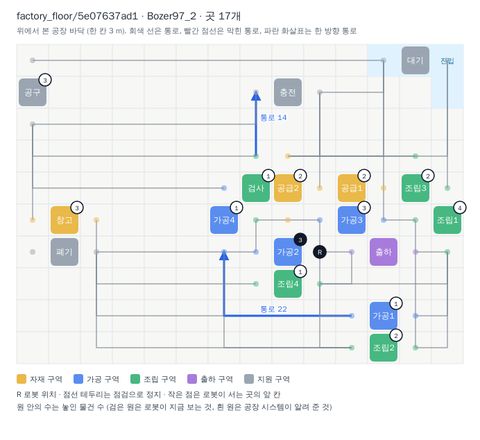 factory_floor/5e07637ad1 · Bozer97_2 · 곳 17개
위에서 본 공장 바닥 (한 칸 3 m). 회색 선은 통로, 빨간 점선은 막힌 통로, 파란 화살표는 한 방향 통로
대기 진입
3
공구 충전
통로 14
1 2 2 2
검사 공급2 공급1 조립3
3 1 3 4
창고 가공4 가공3 조립1
3
폐기 가공2 R 출하
1
조립4
통로 22 1
가공1
2
조립2
자재 구역 가공 구역 조립 구역 출하 구역 지원 구역
R 로봇 위치 · 점선 테두리는 점검으로 정지 · 작은 점은 로봇이 서는 곳의 앞 칸
원 안의 수는 놓인 물건 수 (검은 원은 로봇이 지금 보는 것, 흰 원은 공장 시스템이 알려 준 것)